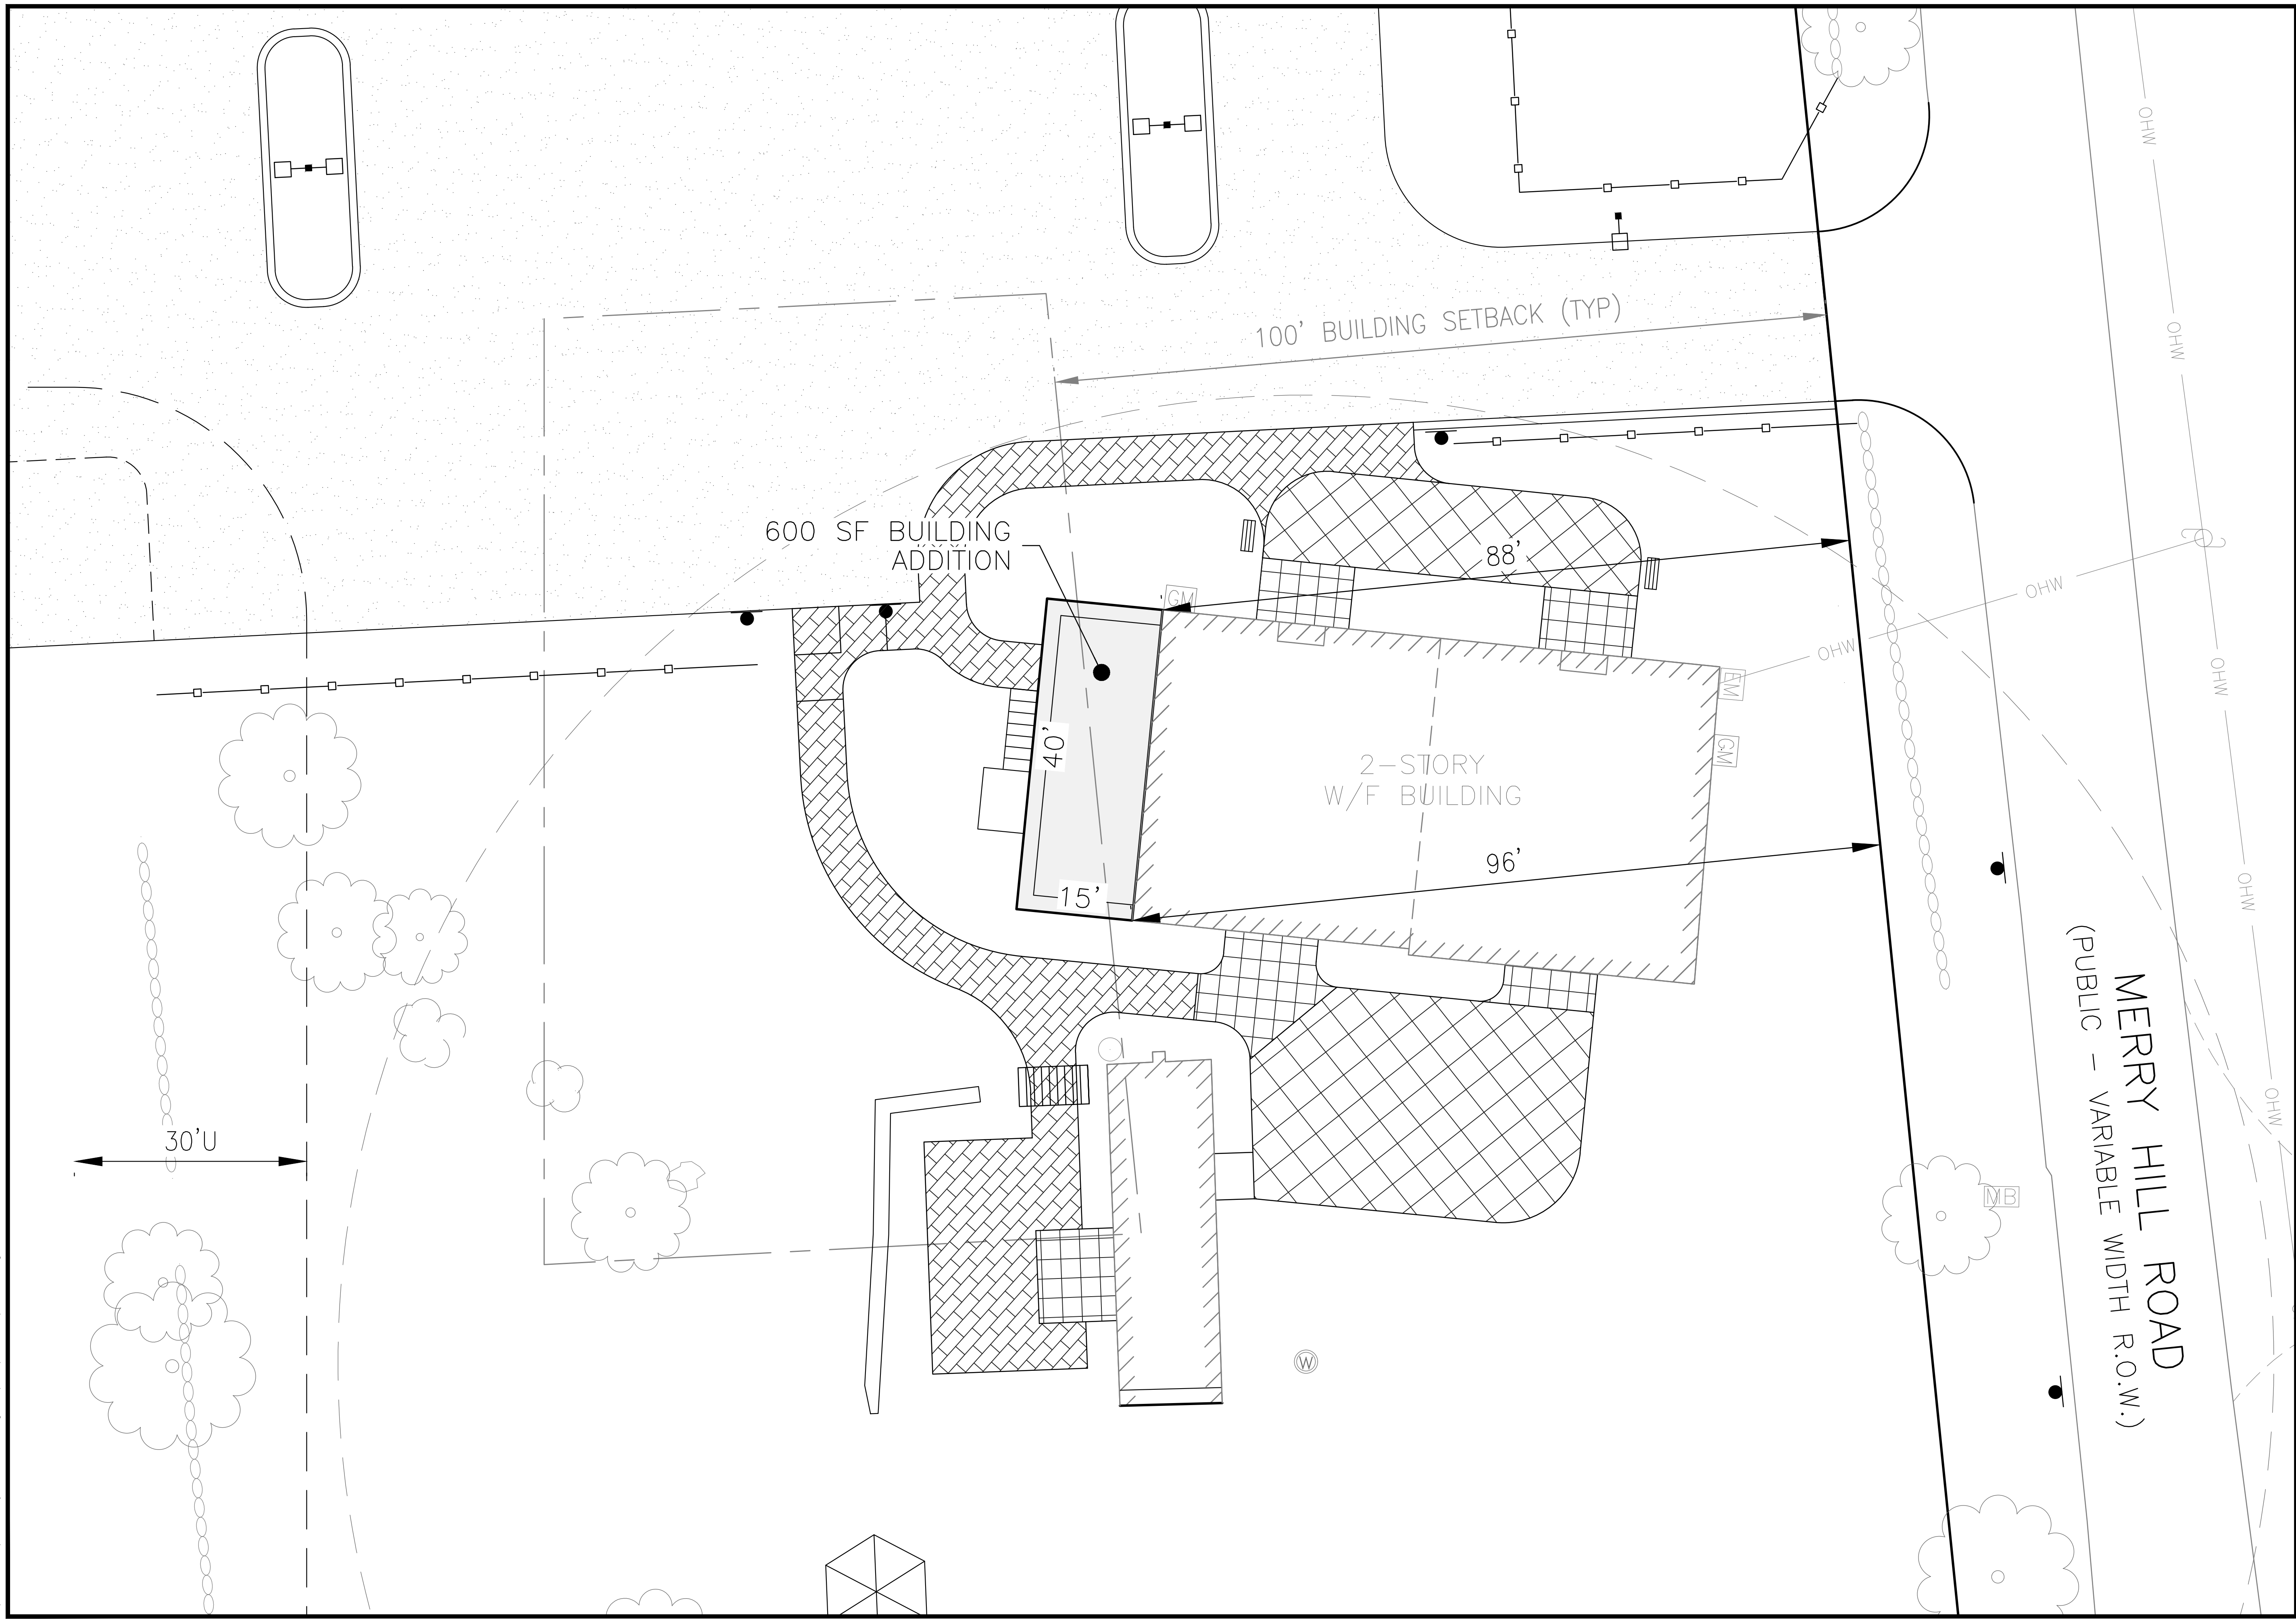 OHW
OHW
100' BUILDING SETBACK (TYP)
600 SF BUILDING
ADDITION
88'
GM
OHW
OHW
OHW
EM
GM
40'
2-STORY
W/F BUILDING
96'
15'
OHW
MERRY HILL ROAD
(PUBLIC - VARIABLE WIDTH R.O.W.)
OHW
30'U
MB
W